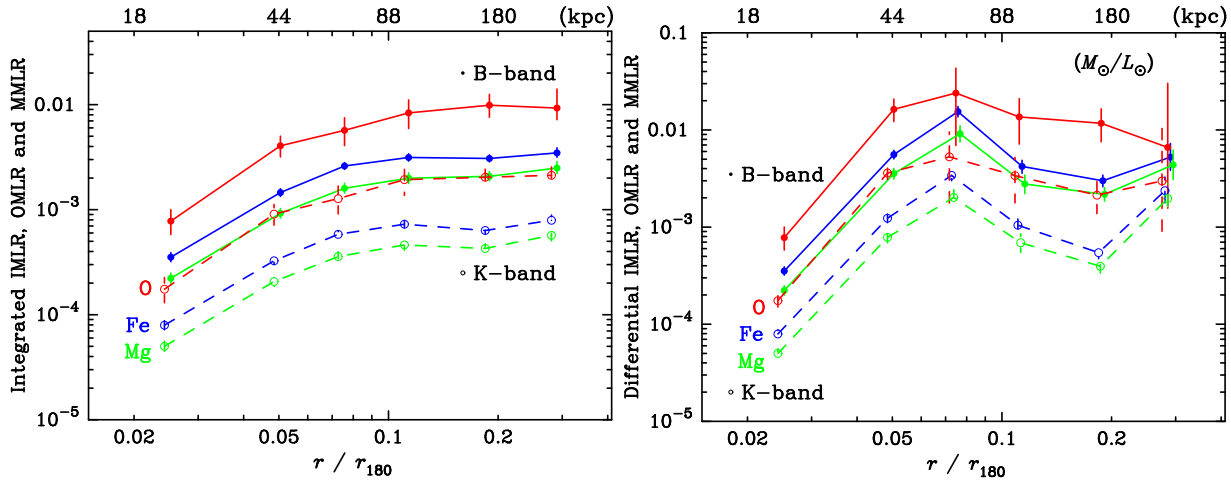 18 44 88 180 (kpc)
Integrated IMLR, OMLR and MMLR
0.01
10⁻³
10⁻⁴
10⁻⁵
B-band
K-band
O
Fe
Mg
0.02 0.05 0.1 0.2
r / r₁₈₀
18 44 88 180 (kpc)
Differential IMLR, OMLR and MMLR
0.1
0.01
10⁻³
10⁻⁴
10⁻⁵
(M⊙/L⊙)
B-band
O
Fe
Mg
K-band
0.02 0.05 0.1 0.2
r / r₁₈₀